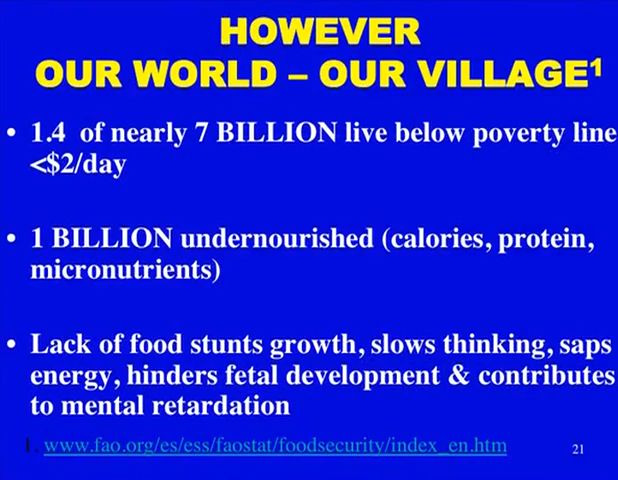 HOWEVER
OUR WORLD – OUR VILLAGE¹
• 1.4 of nearly 7 BILLION live below poverty line
<$2/day
• 1 BILLION undernourished (calories, protein,
micronutrients)
• Lack of food stunts growth, slows thinking, saps
energy, hinders fetal development & contributes
to mental retardation
1. www.fao.org/es/ess/faostat/foodsecurity/index_en.htm
21